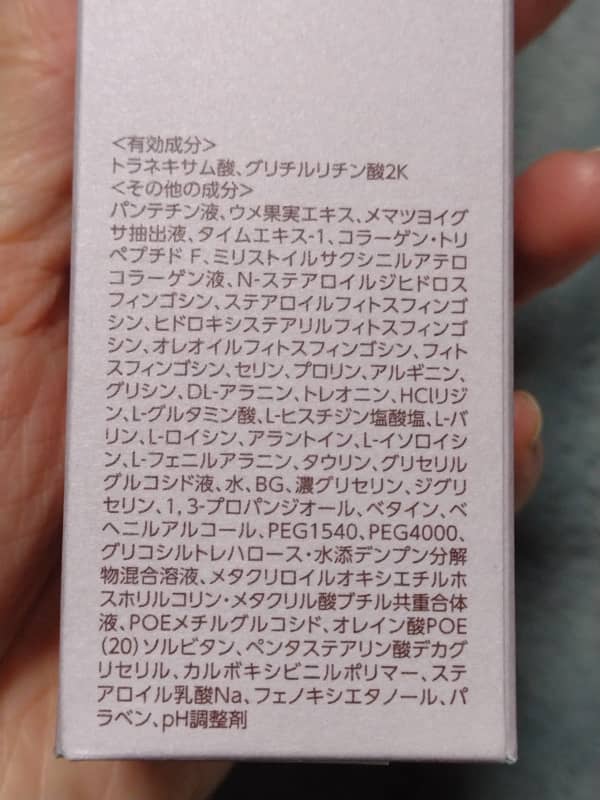 <有効成分>
トラネキサム酸、グリチルリチン酸2K
<その他の成分>
パンテチン液、ウメ果実エキス、メマツヨイグ
サ抽出液、タイムエキス-1、コラーゲン・トリ
ペプチド F、ミリストイルサクシニルアテロ
コラーゲン液、N-ステアロイルジヒドロス
フィンゴシン、ステアロイルフィトスフィンゴ
シン、ヒドロキシステアリルフィトスフィンゴ
シン、オレオイルフィトスフィンゴシン、フィト
スフィンゴシン、セリン、プロリン、アルギニン、
グリシン、DL-アラニン、トレオニン、HClリジ
ン、L-グルタミン酸、L-ヒスチジン塩酸塩、L-バ
リン、L-ロイシン、アラントイン、L-イソロイシ
ン、L-フェニルアラニン、タウリン、グリセリル
グルコシド液、水、BG、濃グリセリン、ジグリ
セリン、1,3-プロパンジオール、ベタイン、ベ
ヘニルアルコール、PEG1540、PEG4000、
グリコシルトレハロース・水添デンプン分解
物混合溶液、メタクリロイルオキシエチルホ
スホリルコリン・メタクリル酸ブチル共重合体
液、POEメチルグルコシド、オレイン酸POE
(20)ソルビタン、ペンタステアリン酸デカグ
リセリル、カルボキシビニルポリマー、ステ
アロイル乳酸Na、フェノキシエタノール、パ
ラベン、pH調整剤